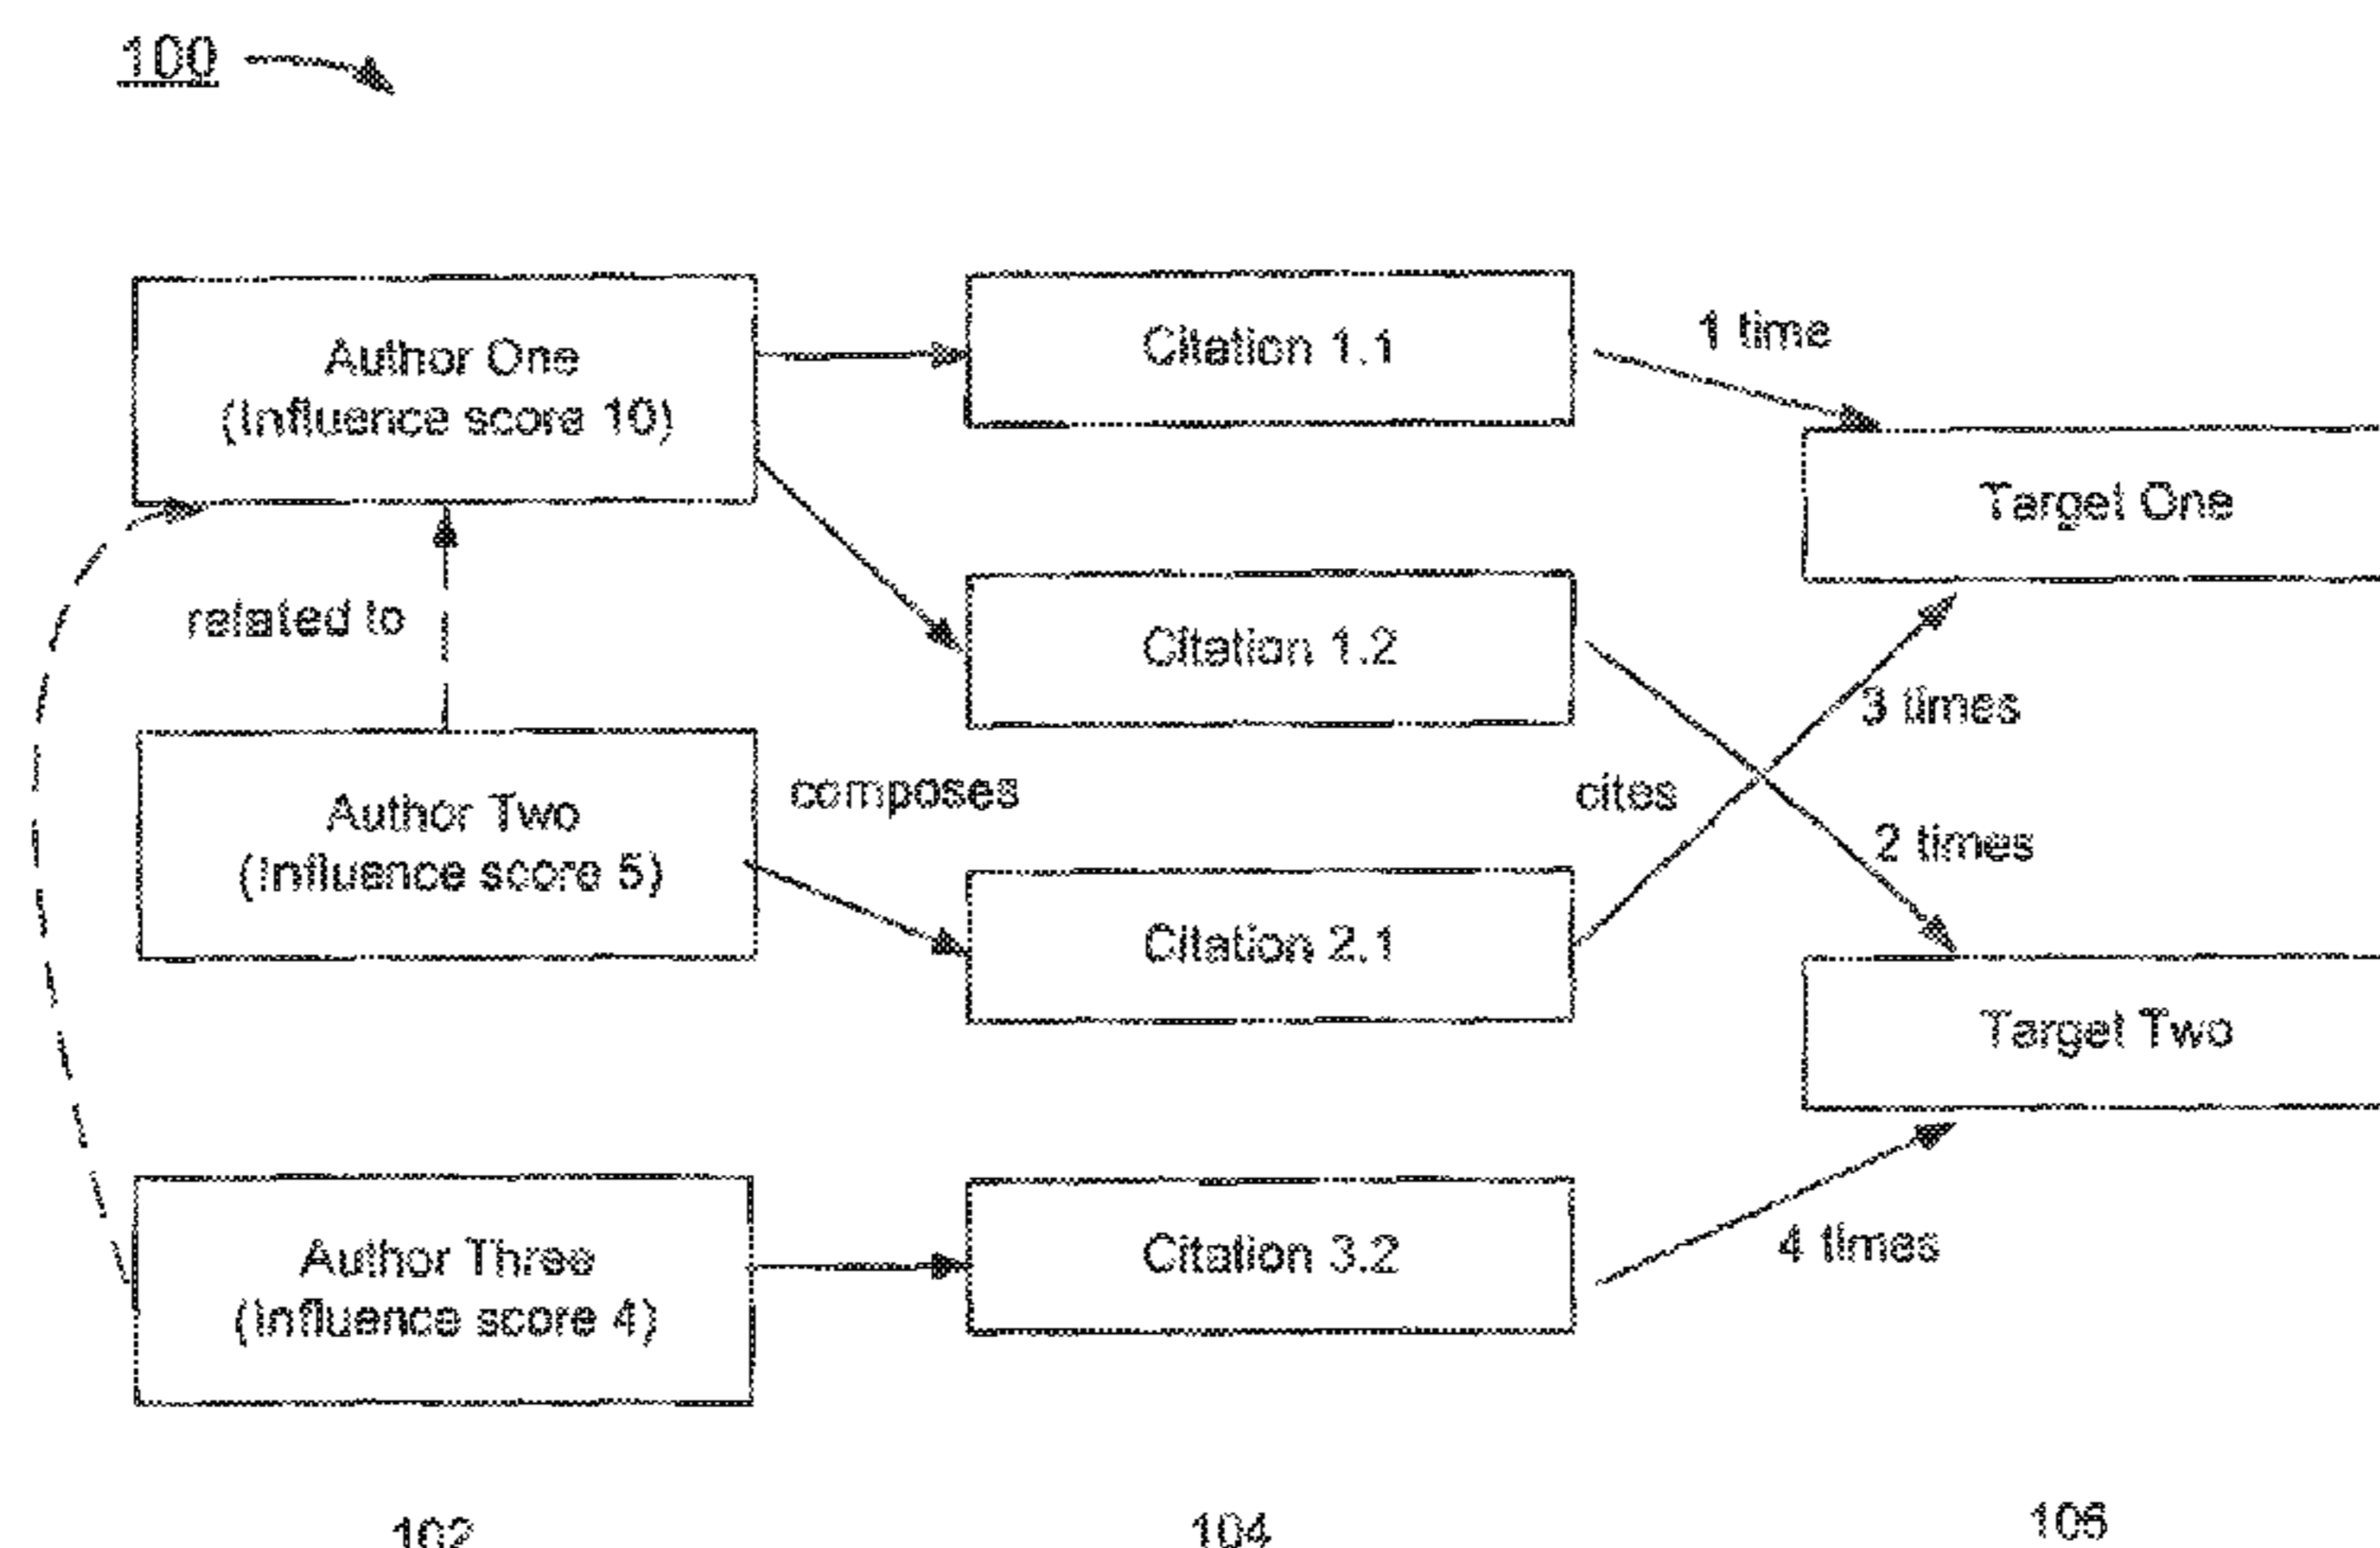 100
Author One
(Influence score 10)
Citation 1.1
1 time
Target One
related to
Citation 1.2
3 times
composes
cites
2 times
Author Two
(Influence score 5)
Citation 2.1
Target Two
Author Three
(Influence score 4)
Citation 3.2
4 times
102
104
106